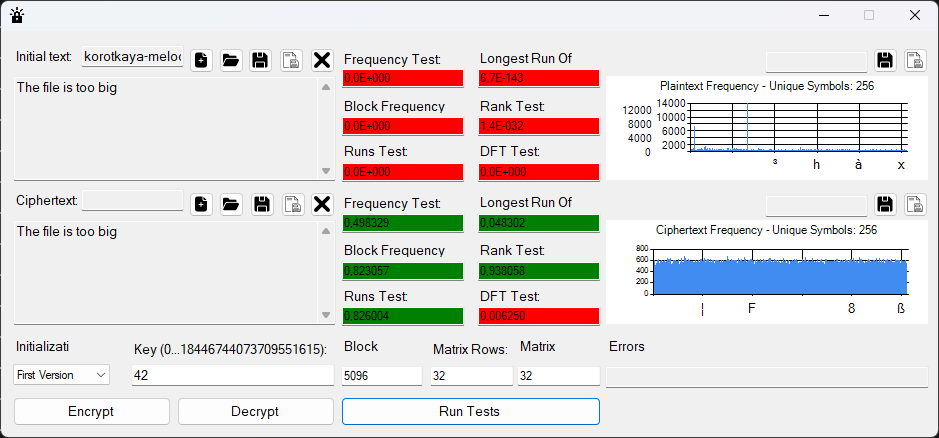 Initial text: korotkaya-meloc
The file is too big
Frequency Test:
0,0E+000
Longest Run Of
6,7E-143
Block Frequency
0,0E+000
Rank Test:
1,4E-032
Runs Test:
0,0E+000
DFT Test:
0,0E+000
Plaintext Frequency - Unique Symbols: 256
14000
12000
10000
8000
6000
4000
2000
0
12000
8000
4000
0
s h à x
Ciphertext:
The file is too big
Frequency Test:
0,498329
Longest Run Of
0,048302
Block Frequency
0,823057
Rank Test:
0,938058
Runs Test:
0,826004
DFT Test:
0,006250
Ciphertext Frequency - Unique Symbols: 256
800
600
400
200
0
¦ F 8 ß
Initializati
First Version
Key (0...18446744073709551615):
42
Block
5096
Matrix Rows:
32
Matrix
32
Errors
Encrypt
Decrypt
Run Tests